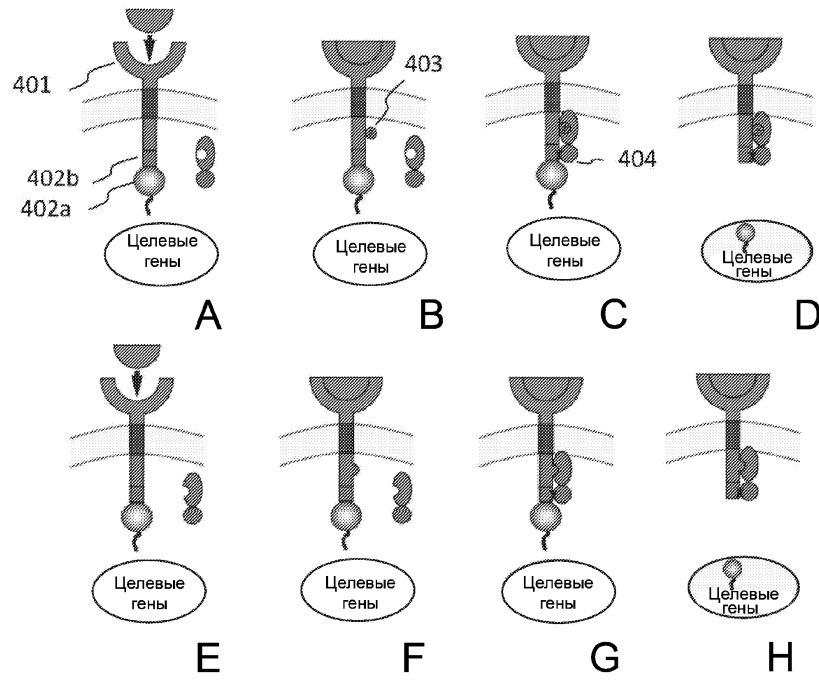 401
402b
402a
403
404
Целевые
гены
Целевые
гены
Целевые
гены
Целевые
гены
A
B
C
D
Целевые
гены
Целевые
гены
Целевые
гены
Целевые
гены
E
F
G
H